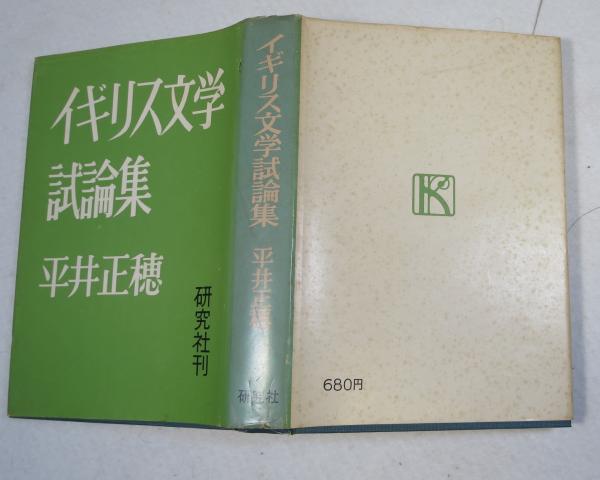 イギリス文学
試論集
平井正穂
研究社刊
イギリス文学試論集 平井正穂
研究社
K
680円